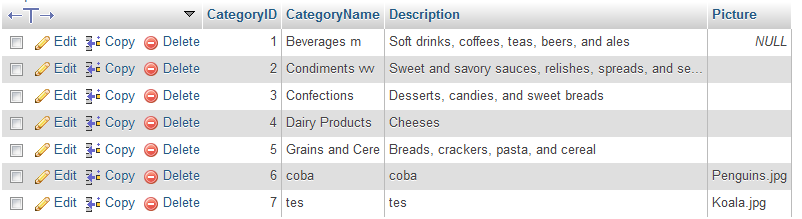 CategoryID CategoryName Description Picture
Edit Copy Delete 1 Beverages m Soft drinks, coffees, teas, beers, and ales NULL
Edit Copy Delete 2 Condiments vvv Sweet and savory sauces, relishes, spreads, and se...
Edit Copy Delete 3 Confections Desserts, candies, and sweet breads
Edit Copy Delete 4 Dairy Products Cheeses
Edit Copy Delete 5 Grains and Cere Breads, crackers, pasta, and cereal
Edit Copy Delete 6 coba coba Penguins.jpg
Edit Copy Delete 7 tes tes Koala.jpg